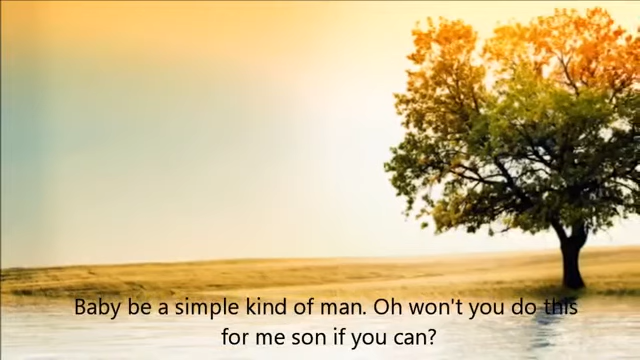 Baby be a simple kind of man. Oh won't you do this
for me son if you can?